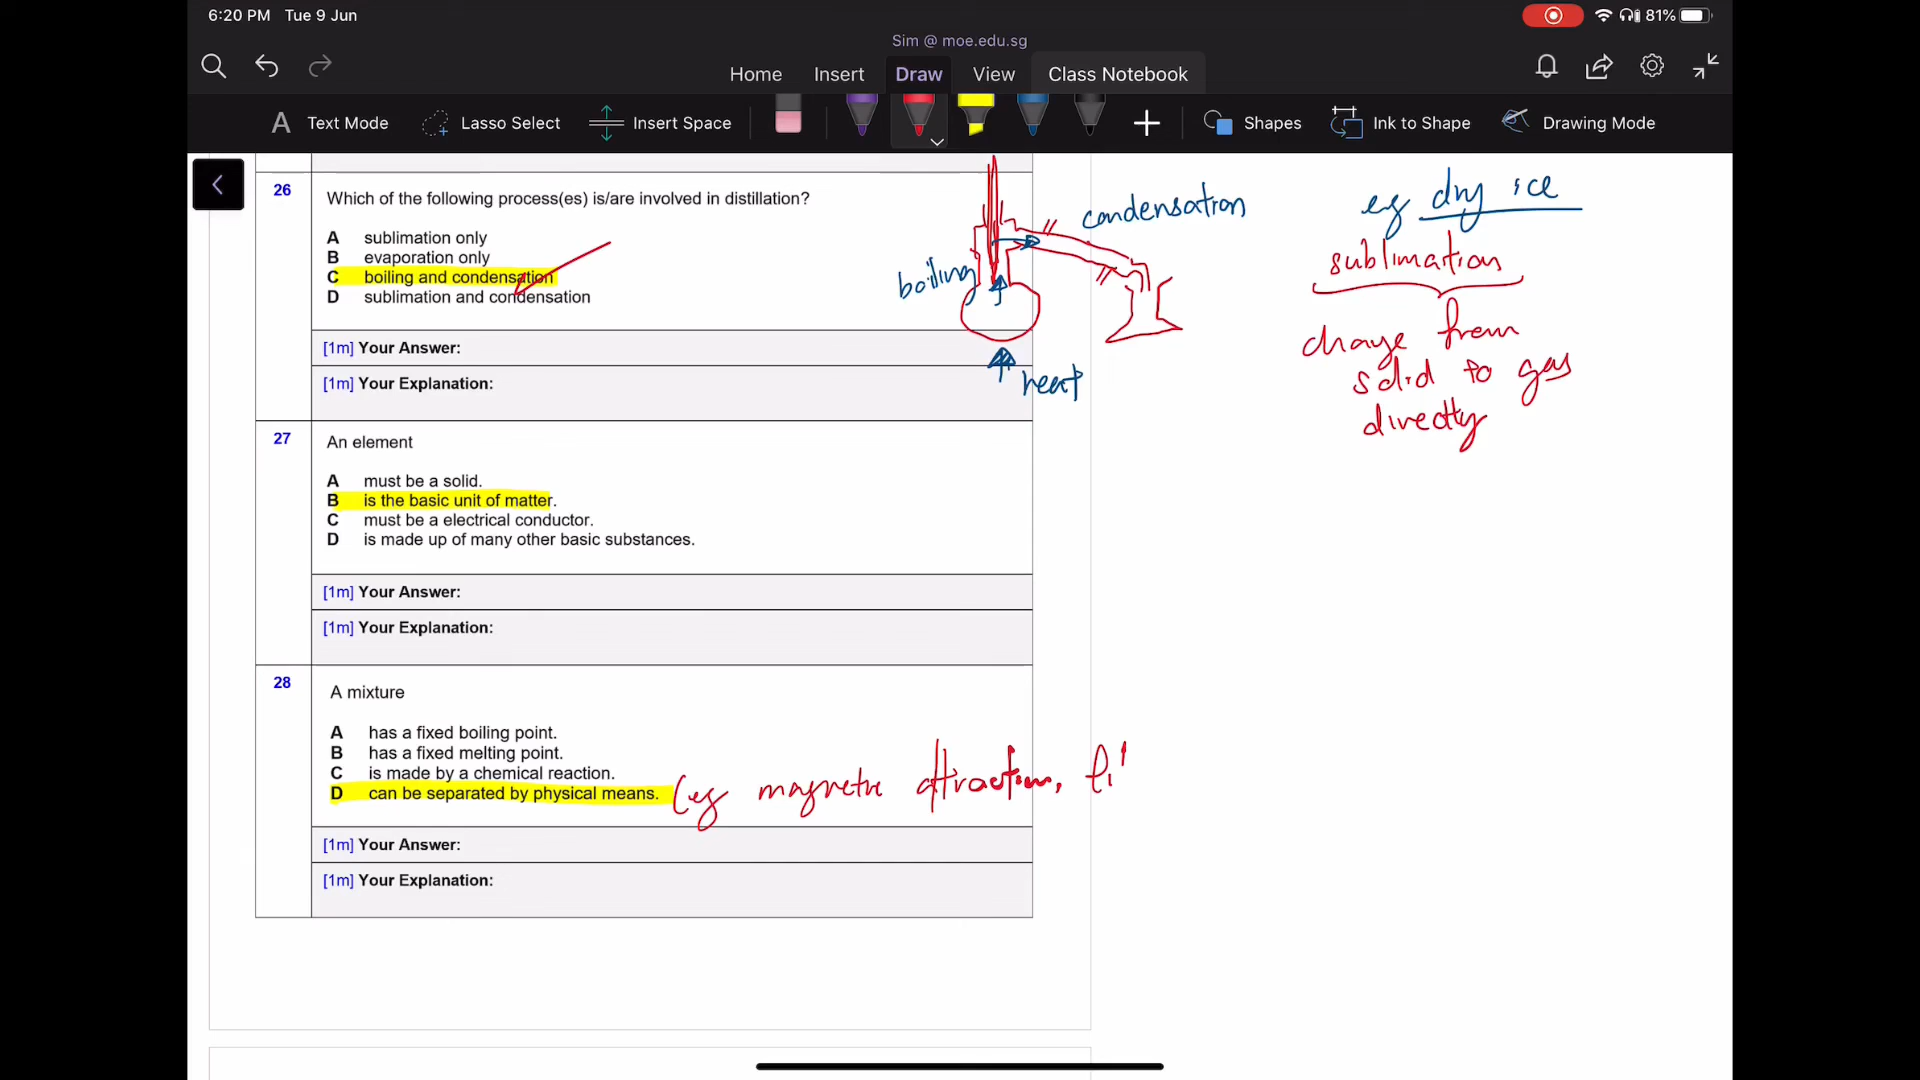 6:20 PM Tue 9 Jun
81%
Sim @ moe.edu.sg
Home Insert Draw View Class Notebook
A Text Mode Lasso Select Insert Space Shapes Ink to Shape Drawing Mode
26 Which of the following process(es) is/are involved in distillation?
A sublimation only
B evaporation only
C boiling and condensation
D sublimation and condensation
[1m] Your Answer:
[1m] Your Explanation:
boiling
condensation
heat
eg dry ice
sublimation
change from
solid to gas
directly
27 An element
A must be a solid.
B is the basic unit of matter.
C must be a electrical conductor.
D is made up of many other basic substances.
[1m] Your Answer:
[1m] Your Explanation:
28 A mixture
A has a fixed boiling point.
B has a fixed melting point.
C is made by a chemical reaction.
D can be separated by physical means. (eg magnetic attraction,
[1m] Your Answer:
[1m] Your Explanation: